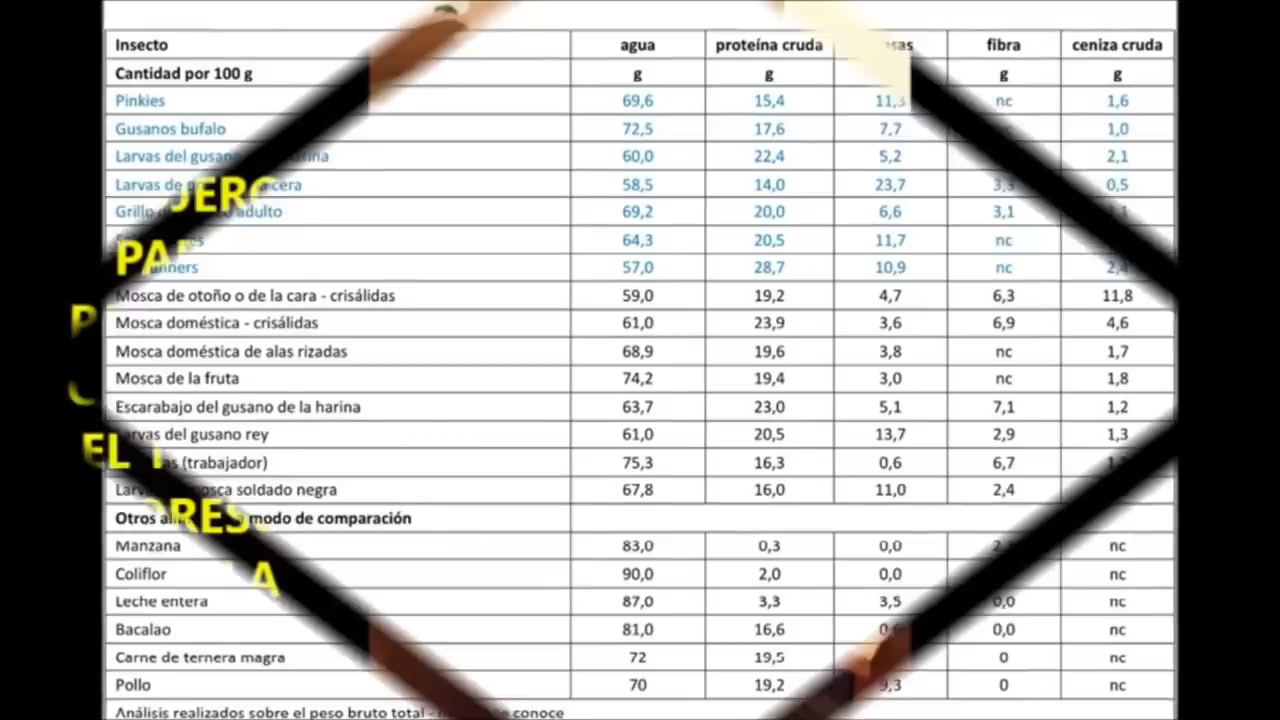 Insecto agua proteína cruda fibra ceniza cruda
Cantidad por 100 g g g g g
Pinkies 69,6 15,4 11,3 nc 1,6
Gusanos bufalo 72,5 17,6 7,7 1,0
Larvas del 60,0 22,4 5,2 2,1
Larvas de cera 58,5 14,0 23,7 3,3 0,5
Grillo adulto 69,2 20,0 6,6 3,1
64,3 20,5 11,7 nc
57,0 28,7 10,9 nc 2,4
Mosca de otoño o de la cara - crisálidas 59,0 19,2 4,7 6,3 11,8
Mosca doméstica - crisálidas 61,0 23,9 3,6 6,9 4,6
Mosca doméstica de alas rizadas 68,9 19,6 3,8 nc 1,7
Mosca de la fruta 74,2 19,4 3,0 nc 1,8
Escarabajo del gusano de la harina 63,7 23,0 5,1 7,1 1,2
Larvas del gusano rey 61,0 20,5 13,7 2,9 1,3
EL (trabajador) 75,3 16,3 0,6 6,7
mosca soldado negra 67,8 16,0 11,0 2,4
Otros modo de comparación
Manzana 83,0 0,3 0,0 nc
Coliflor 90,0 2,0 0,0 nc
Leche entera 87,0 3,3 3,5 0,0 nc
Bacalao 81,0 16,6 0,0 nc
Carne de ternera magra 72 19,5 0 nc
Pollo 70 19,2 9,3 0 nc
Análisis realizados sobre el peso bruto total - conoce